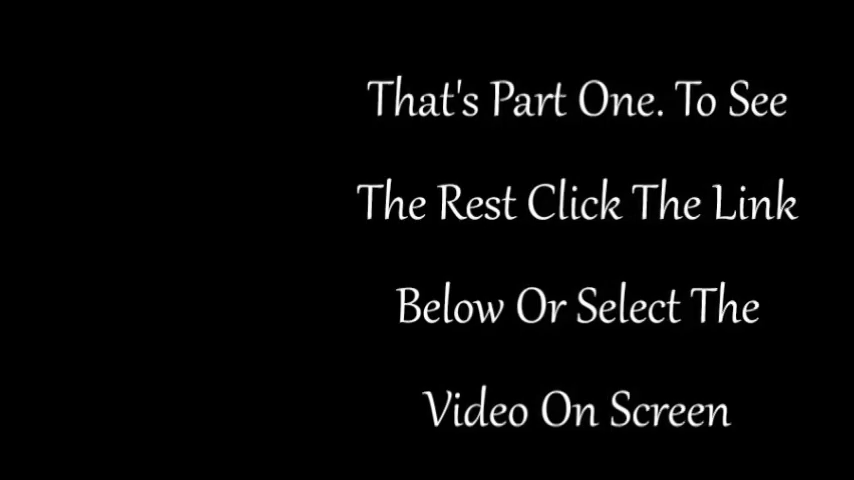 That's Part One. To See
The Rest Click The Link
Below Or Select The
Video On Screen